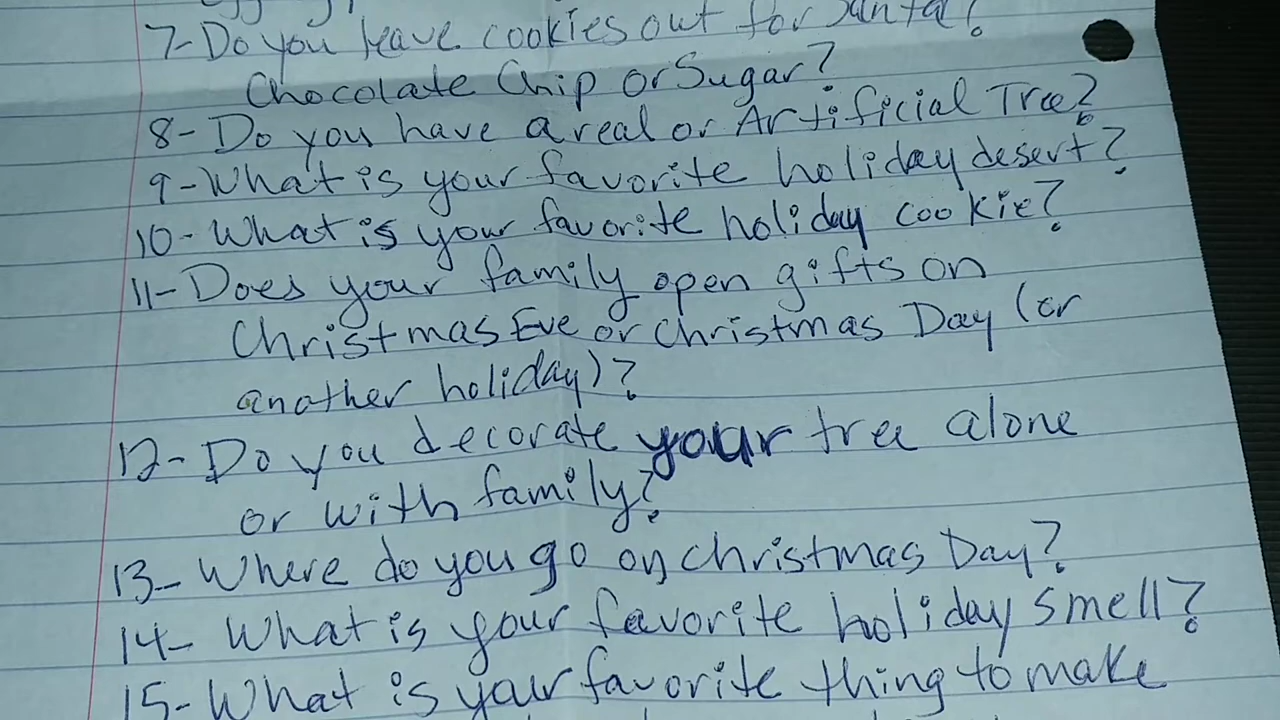 7-Do you leave cookies out for Santa?
Chocolate Chip or Sugar?
8- Do you have a real or Artificial Tree?
9-What is your favorite holiday desert?
10- What is your favorite holiday cookie?
11- Does your family open gifts on
Christmas Eve or Christmas Day (or
another holiday)?
12- Do you decorate your tree alone
or with family?
13- Where do you go on Christmas Day?
14- What is your favorite holiday smell?
15- What is your favorite thing to make